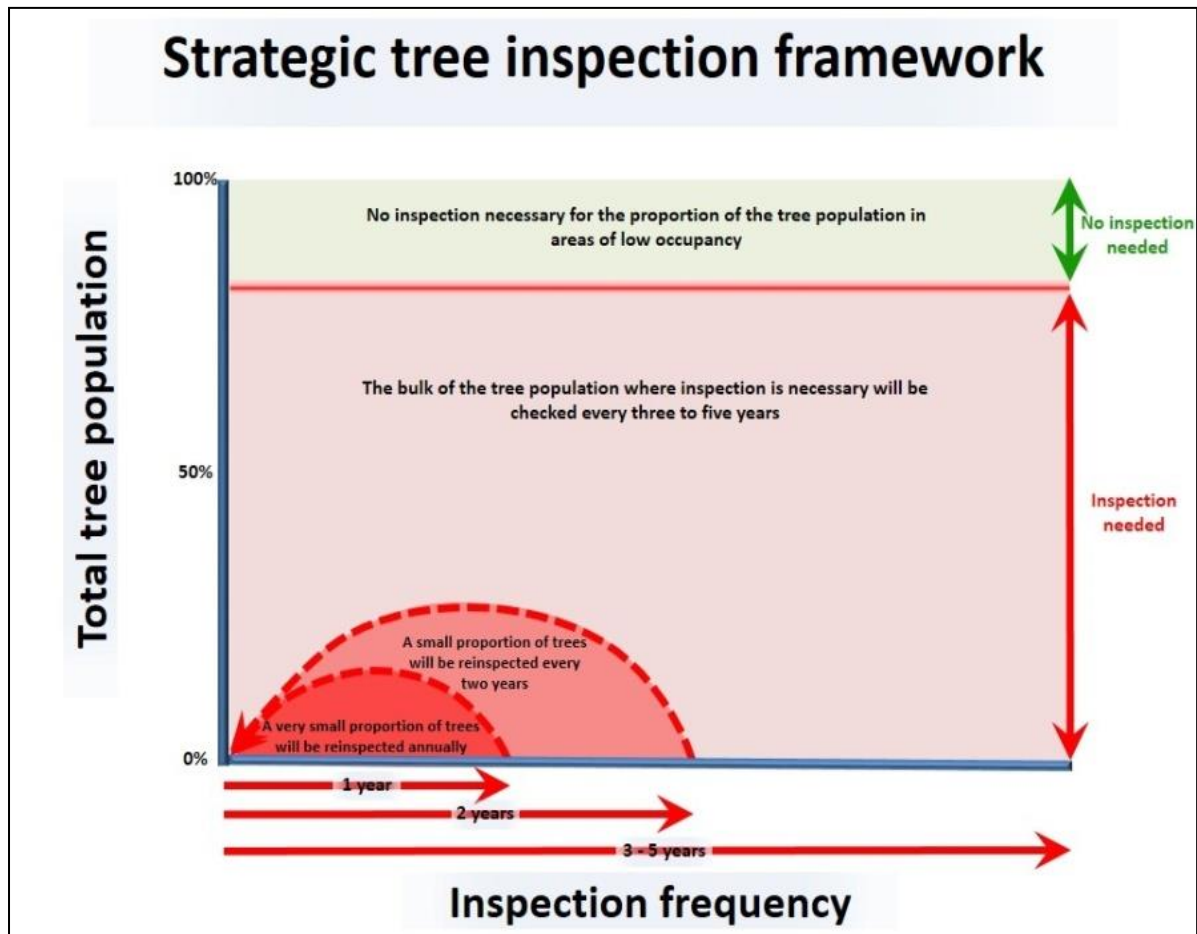 Strategic tree inspection framework
Total tree population
100%
No inspection necessary for the proportion of the tree population in
areas of low occupancy
No inspection
needed
The bulk of the tree population where inspection is necessary will be
checked every three to five years
50%
Inspection
needed
A small proportion of trees
will be reinspected every
two years
A very small proportion of trees
will be reinspected annually
0%
1 year
2 years
3 - 5 years
Inspection frequency